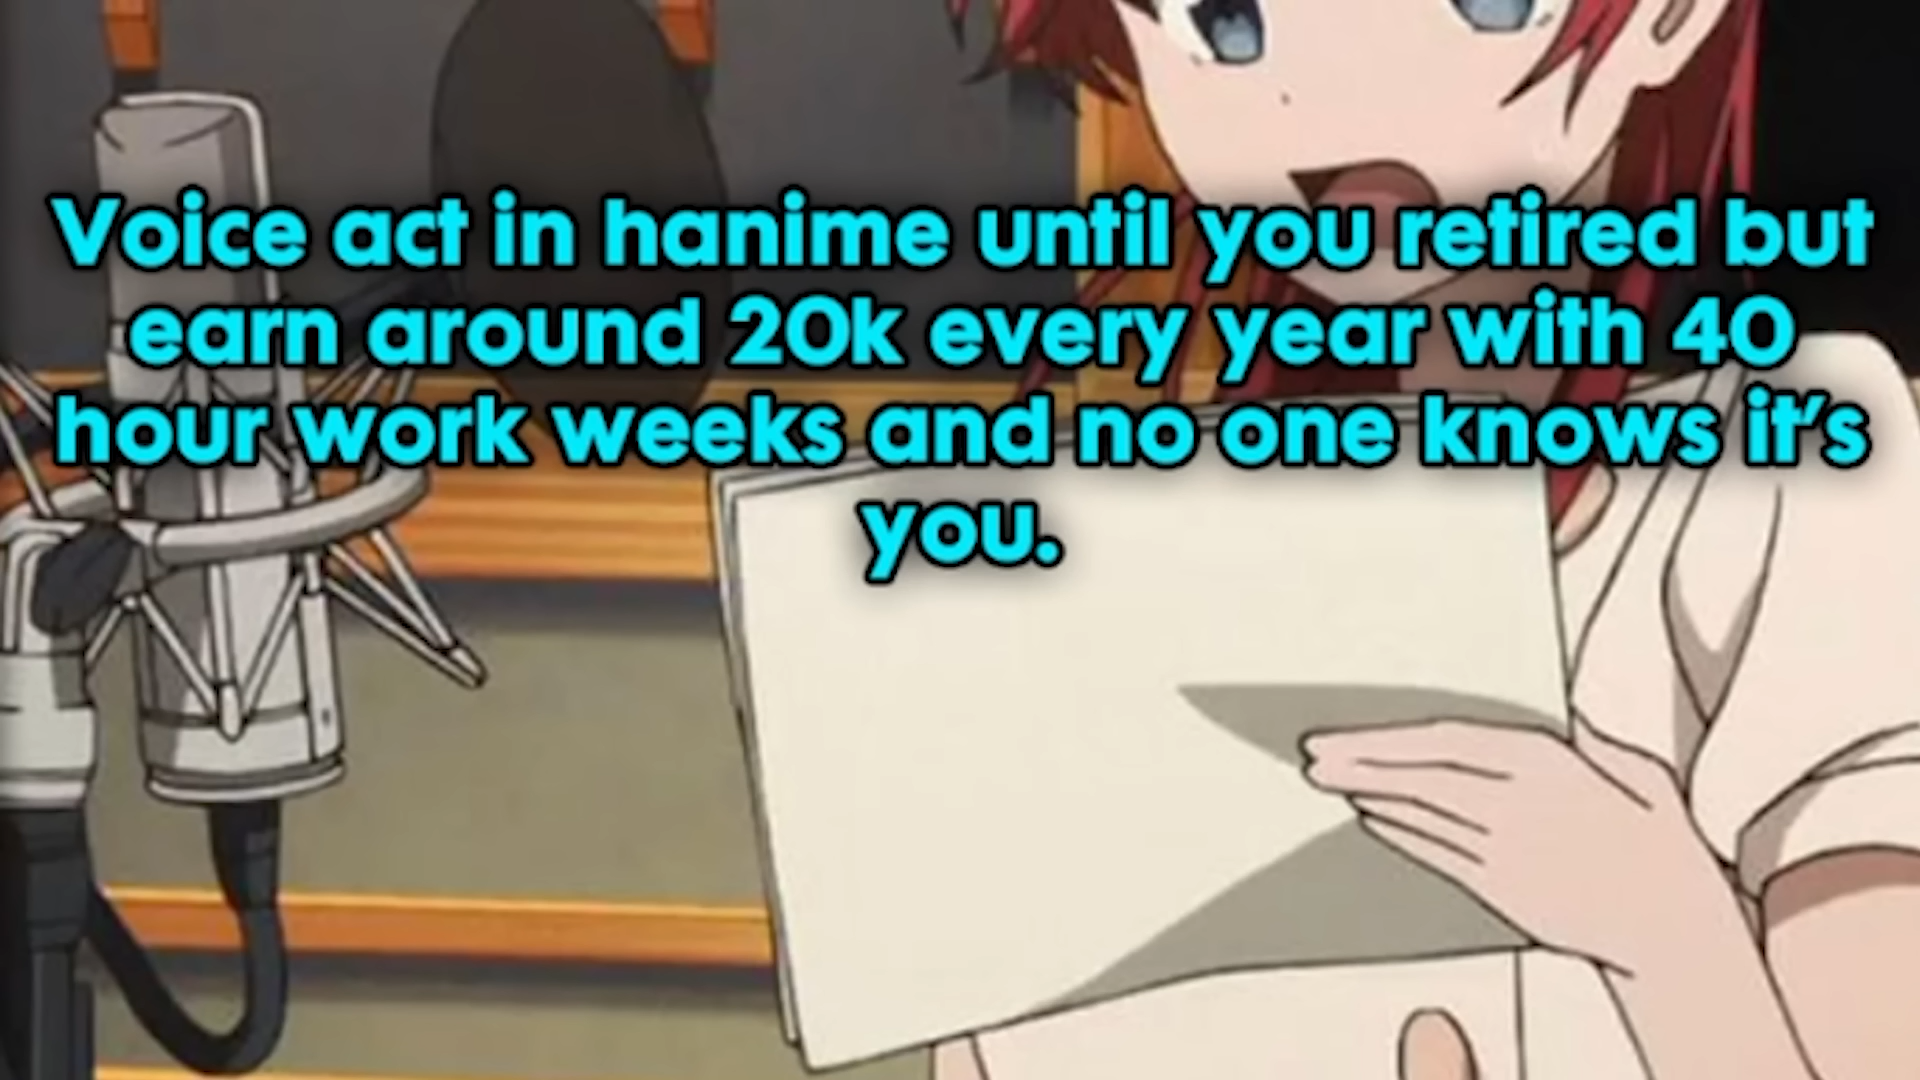 Voice act in hanime until you retired but
earn around 20k every year with 40
hour work weeks and no one knows it's
you.